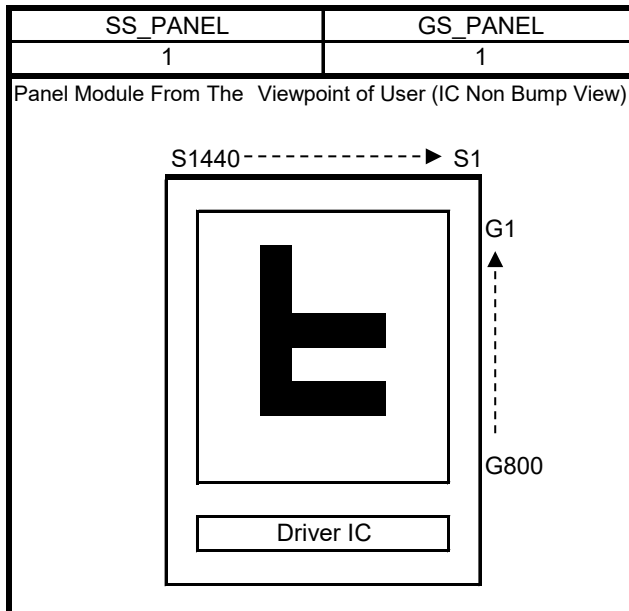 SS_PANEL GS_PANEL
1 1
Panel Module From The Viewpoint of User (IC Non Bump View)
S1440 S1
G1
G800
Driver IC